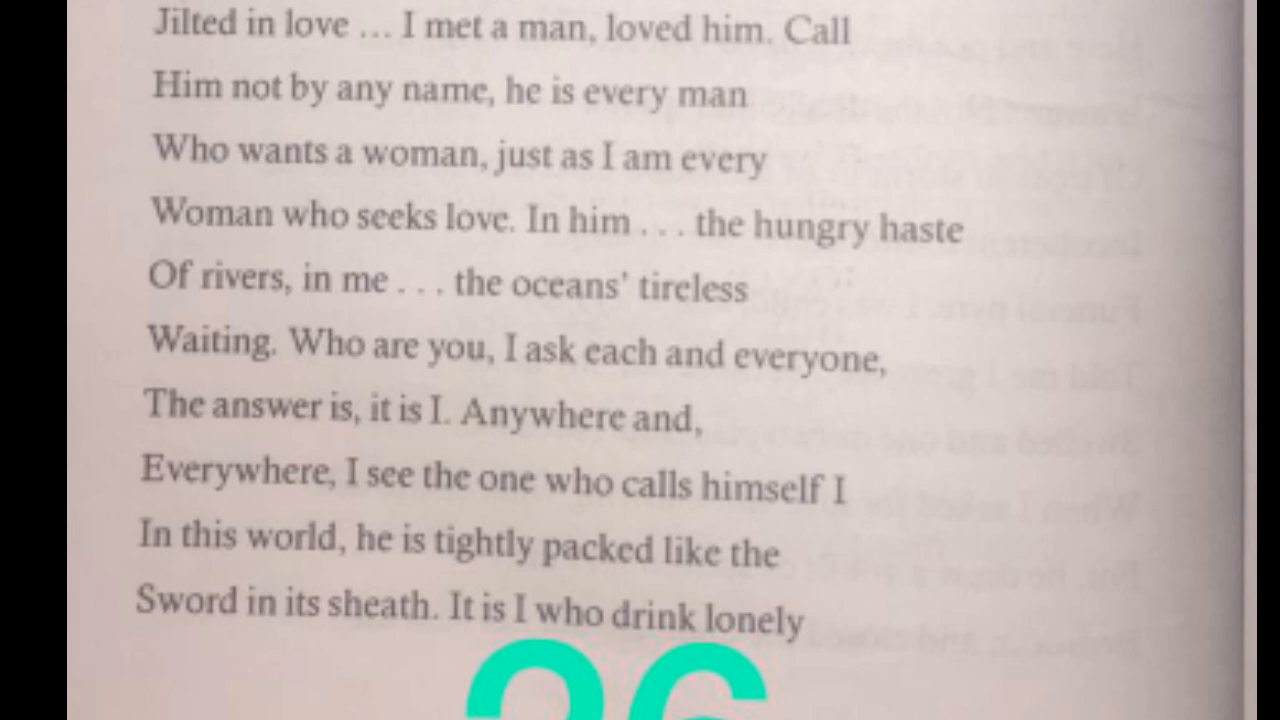 Jilted in love ... I met a man, loved him. Call
Him not by any name, he is every man
Who wants a woman, just as I am every
Woman who seeks love. In him . . . the hungry haste
Of rivers, in me . . . the oceans' tireless
Waiting. Who are you, I ask each and everyone,
The answer is, it is I. Anywhere and,
Everywhere, I see the one who calls himself I
In this world, he is tightly packed like the
Sword in its sheath. It is I who drink lonely
26